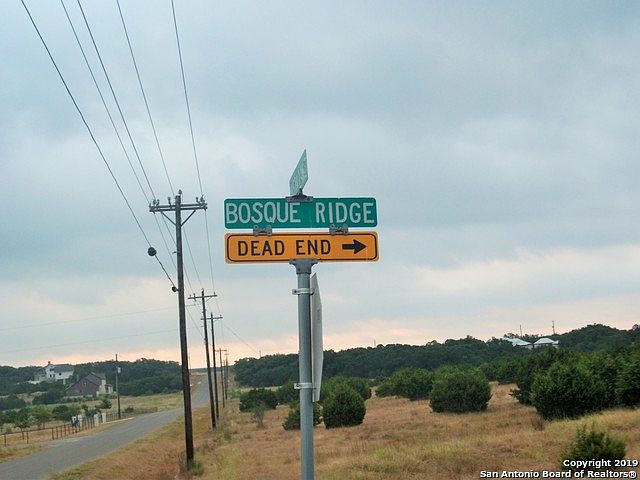 BOSQUE RIDGE
DEAD END →
Copyright 2019
San Antonio Board of Realtors®